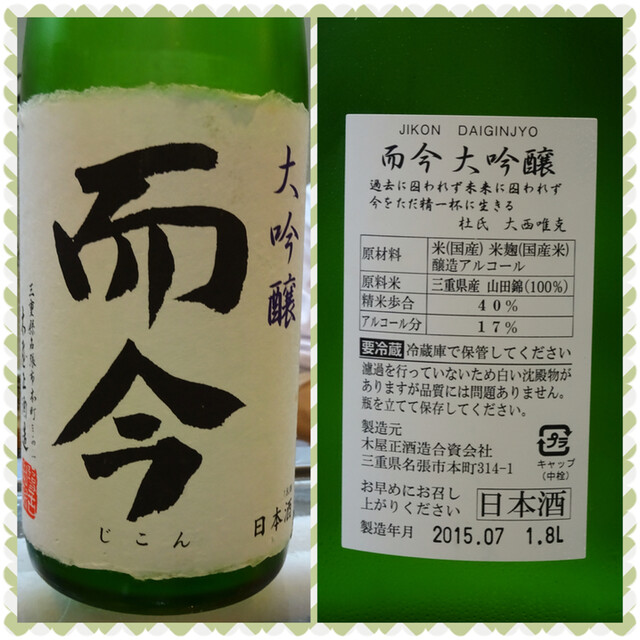 而今
大吟醸
じこん
日本酒
JIKON DAIGINJYO
而今 大吟醸
過去に囚われず未来に囚われず
今をただ精一杯に生きる
杜氏 大西唯克
原材料 米(国産) 米麹(国産米)
醸造アルコール
原料米 三重県産 山田錦(100%)
精米歩合 40%
アルコール分 17%
要冷蔵 冷蔵庫で保管してください
濾過を行っていないため白い沈殿物が
ありますが品質には問題ありません。
瓶を立てて保存してください。
製造元
木屋正酒造合資会社
三重県名張市本町314-1
プラ
キャップ
(中栓)
お早めにお召し
上がりください
日本酒
製造年月 2015.07 1.8L